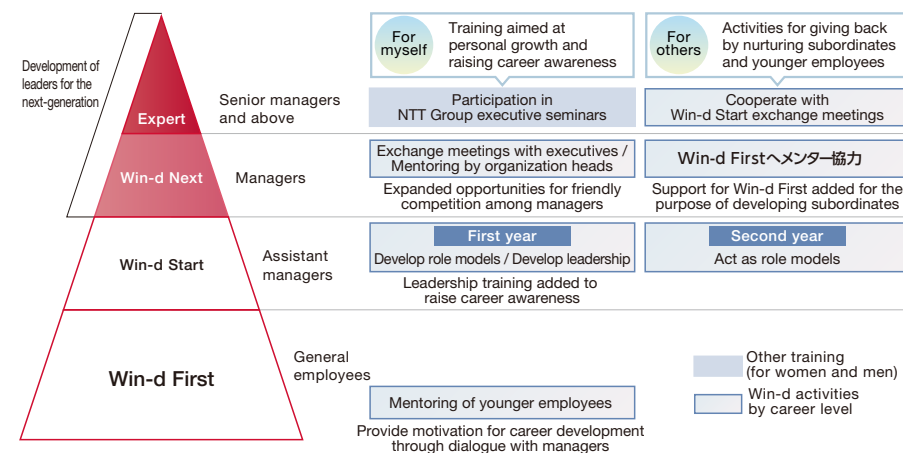 Development of
leaders for the
next-generation
Expert
Senior managers
and above
Win-d Next
Managers
Win-d Start
Assistant
managers
Win-d First
General
employees
For
myself
Training aimed at
personal growth and
raising career awareness
For
others
Activities for giving back
by nurturing subordinates
and younger employees
Participation in
NTT Group executive seminars
Cooperate with
Win-d Start exchange meetings
Exchange meetings with executives /
Mentoring by organization heads
Expanded opportunities for friendly
competition among managers
Win-d Firstへメンター協力
Support for Win-d First added for the
purpose of developing subordinates
First year
Develop role models / Develop leadership
Leadership training added to
raise career awareness
Second year
Act as role models
Mentoring of younger employees
Provide motivation for career development
through dialogue with managers
Other training
(for women and men)
Win-d activities
by career level